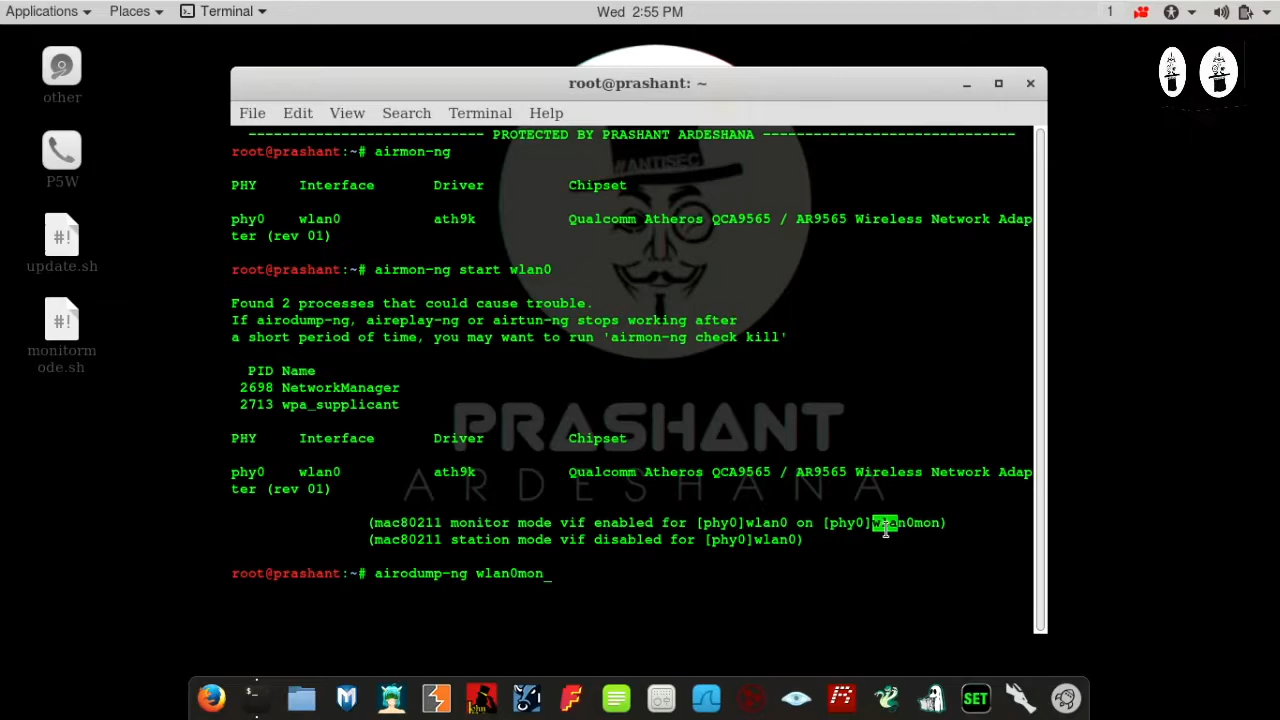 Applications Places Terminal Wed 2:55 PM 1
other
P5W
update.sh
monitorm
ode.sh
root@prashant: ~
File Edit View Search Terminal Help
---------------------------- PROTECTED BY PRASHANT ARDESHANA ------------------------------
root@prashant:~# airmon-ng
PHY Interface Driver Chipset
phy0 wlan0 ath9k Qualcomm Atheros QCA9565 / AR9565 Wireless Network Adap
ter (rev 01)
root@prashant:~# airmon-ng start wlan0
Found 2 processes that could cause trouble.
If airodump-ng, aireplay-ng or airtun-ng stops working after
a short period of time, you may want to run 'airmon-ng check kill'
PID Name
2698 NetworkManager
2713 wpa_supplicant
PHY Interface Driver Chipset
phy0 wlan0 ath9k Qualcomm Atheros QCA9565 / AR9565 Wireless Network Adap
ter (rev 01)
(mac80211 monitor mode vif enabled for [phy0]wlan0 on [phy0]wlan0mon)
(mac80211 station mode vif disabled for [phy0]wlan0)
root@prashant:~# airodump-ng wlan0mon_
#ANTISEC
PRASHANT
ARDESHANA
SET